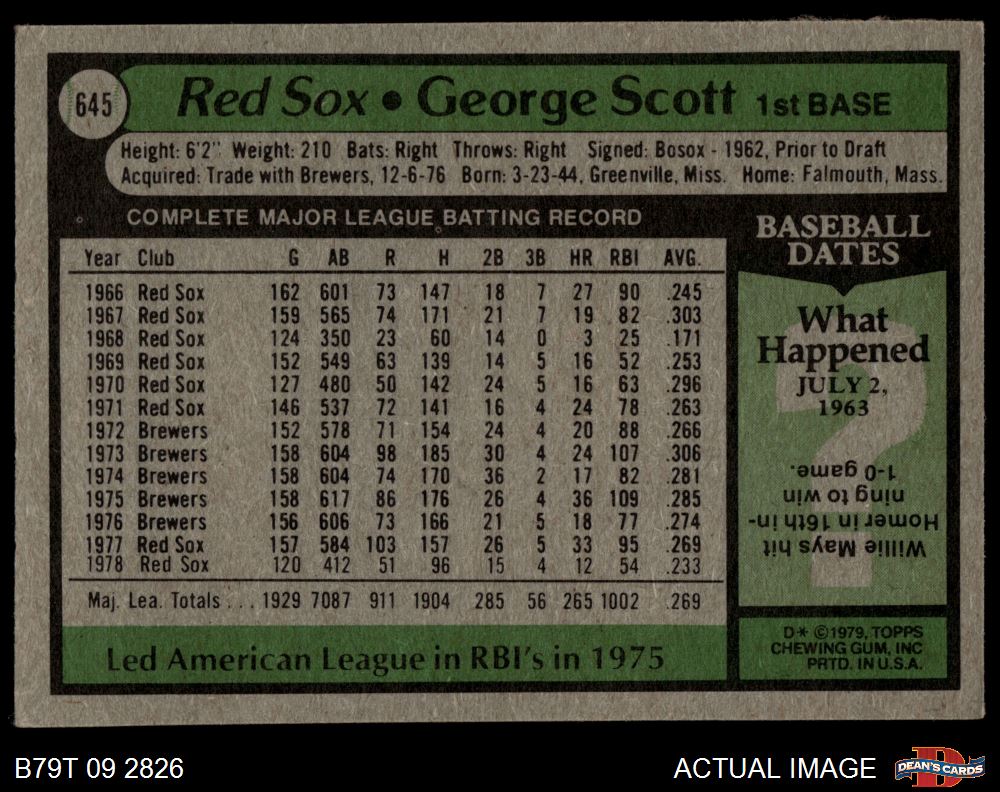 645
Red Sox • George Scott 1st BASE
Height: 6'2" Weight: 210 Bats: Right Throws: Right Signed: Bosox - 1962, Prior to Draft
Acquired: Trade with Brewers, 12-6-76 Born: 3-23-44, Greenville, Miss. Home: Falmouth, Mass.
COMPLETE MAJOR LEAGUE BATTING RECORD
Year Club G AB R H 2B 3B HR RBI AVG.
1966 Red Sox 162 601 73 147 18 7 27 90 .245
1967 Red Sox 159 565 74 171 21 7 19 82 .303
1968 Red Sox 124 350 23 60 14 0 3 25 .171
1969 Red Sox 152 549 63 139 14 5 16 52 .253
1970 Red Sox 127 480 50 142 24 5 16 63 .296
1971 Red Sox 146 537 72 141 16 4 24 78 .263
1972 Brewers 152 578 71 154 24 4 20 88 .266
1973 Brewers 158 604 98 185 30 4 24 107 .306
1974 Brewers 158 604 74 170 36 2 17 82 .281
1975 Brewers 158 617 86 176 26 4 36 109 .285
1976 Brewers 156 606 73 166 21 5 18 77 .274
1977 Red Sox 157 584 103 157 26 5 33 95 .269
1978 Red Sox 120 412 51 96 15 4 12 54 .233
Maj. Lea. Totals . . . 1929 7087 911 1904 285 56 265 1002 .269
Led American League in RBI's in 1975
BASEBALL
DATES
What
Happened
JULY 2,
1963
?
Willie Mays hit
Homer in 16th in-
ning to win
1-0 game.
D* ©1979, TOPPS
CHEWING GUM, INC
PRTD. IN U.S.A.
B79T 09 2826
ACTUAL IMAGE
D
DEAN'S CARDS